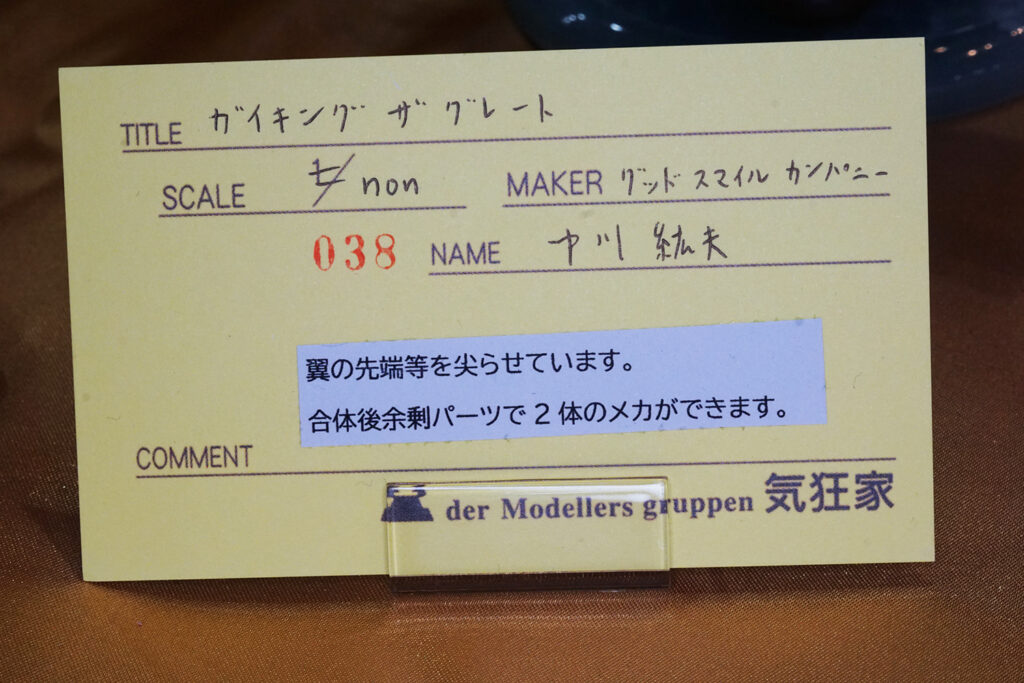 TITLE ガイキング ザ グレート
SCALE non MAKER グッド スマイル カンパニー
038 NAME 中川 紘夫
翼の先端等を尖らせています。
合体後余剰パーツで2体のメカができます。
COMMENT
der Modellers gruppen 気狂家